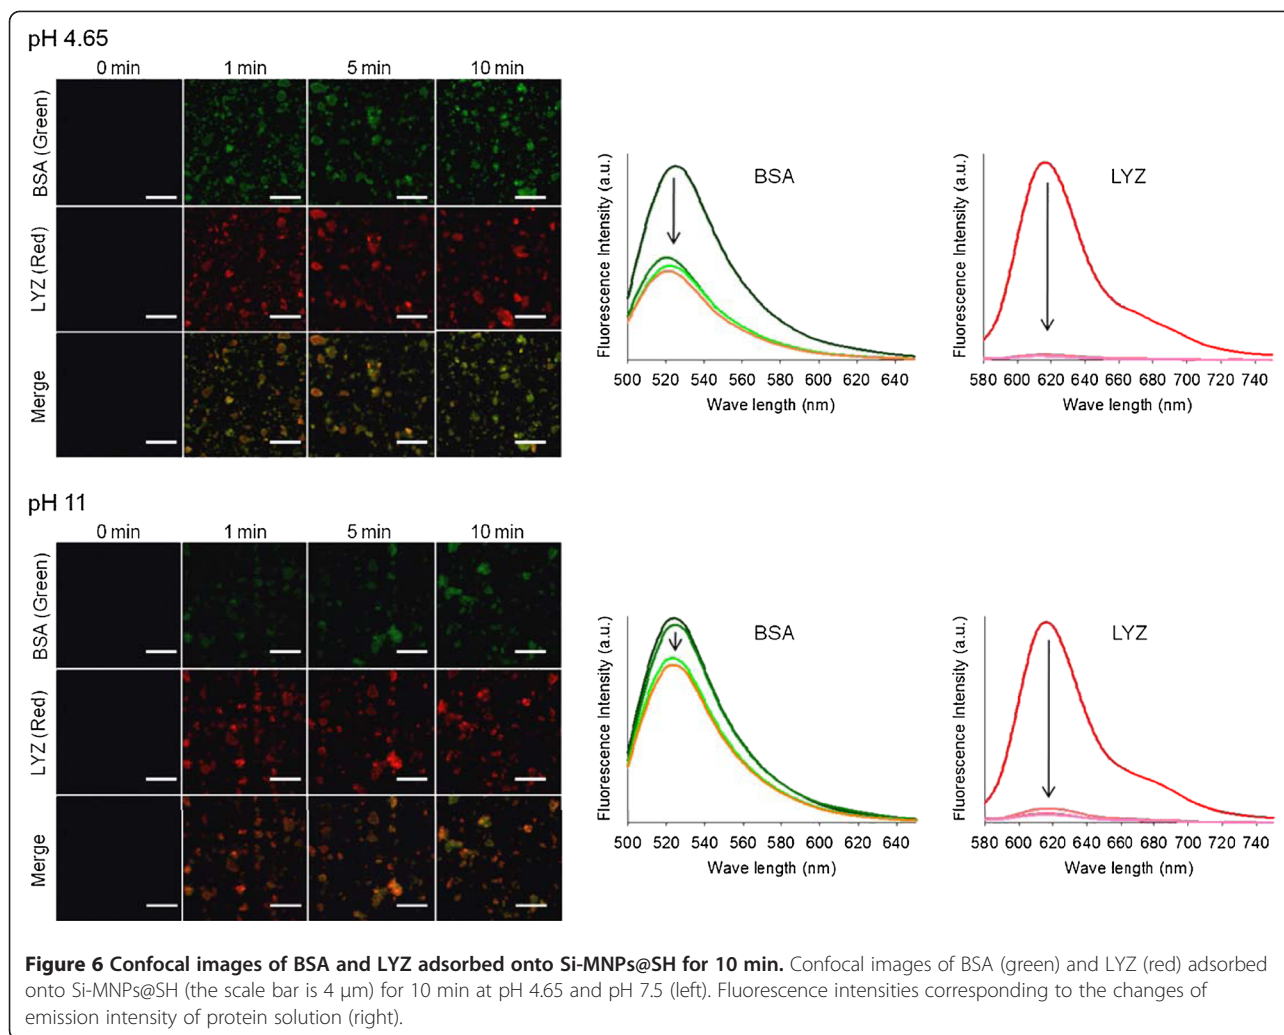 pH 4.65
0 min 1 min 5 min 10 min
BSA (Green)
LYZ (Red)
Merge
Fluorescence Intensity (a.u.)
BSA
500 520 540 560 580 600 620 640
Wave length (nm)
Fluorescence Intensity (a.u.)
LYZ
580 600 620 640 660 680 700 720 740
Wave length (nm)
pH 11
0 min 1 min 5 min 10 min
BSA (Green)
LYZ (Red)
Merge
Fluorescence Intensity (a.u.)
BSA
500 520 540 560 580 600 620 640
Wave length (nm)
Fluorescence Intensity (a.u.)
LYZ
580 600 620 640 660 680 700 720 740
Wave length (nm)
Figure 6 Confocal images of BSA and LYZ adsorbed onto Si-MNPs@SH for 10 min. Confocal images of BSA (green) and LYZ (red) adsorbed
onto Si-MNPs@SH (the scale bar is 4 μm) for 10 min at pH 4.65 and pH 7.5 (left). Fluorescence intensities corresponding to the changes of
emission intensity of protein solution (right).